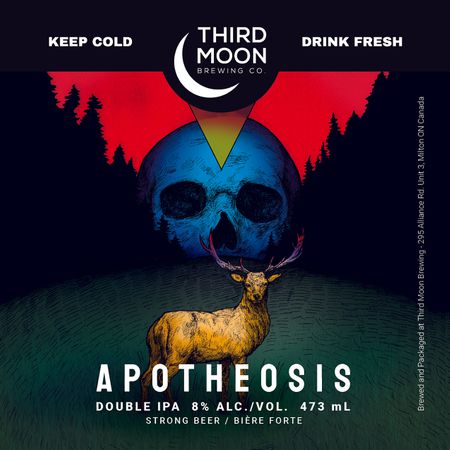 KEEP COLD
THIRD
MOON
BREWING CO.
DRINK FRESH
Brewed and Packaged at Third Moon Brewing - 295 Alliance Rd. Unit 3, Milton ON Canada
APOTHEOSIS
DOUBLE IPA 8% ALC./VOL. 473 mL
STRONG BEER / BIÈRE FORTE